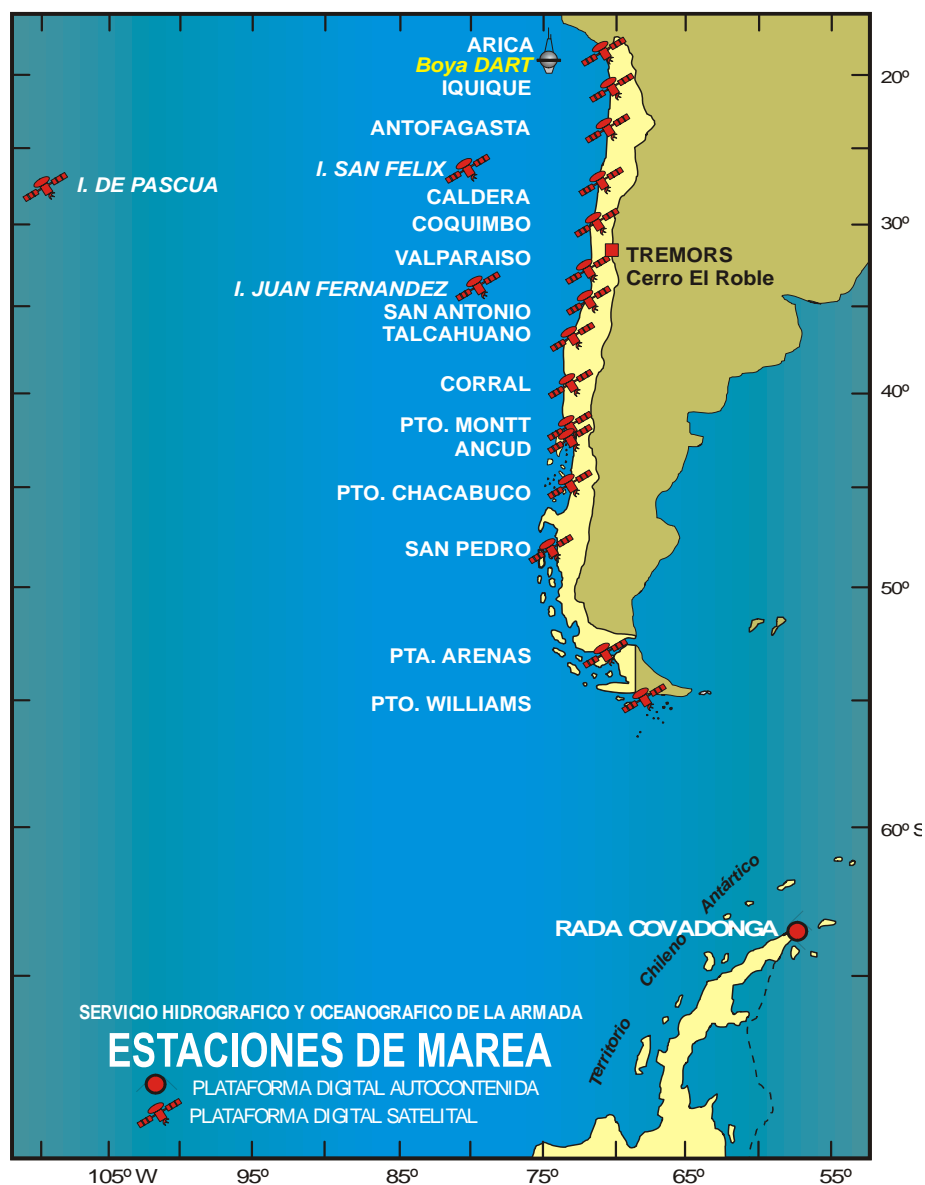 ARICA
Boya DART
IQUIQUE
20º
ANTOFAGASTA
I. SAN FELIX
I. DE PASCUA
CALDERA
COQUIMBO
30º
VALPARAISO
TREMORS
Cerro El Roble
I. JUAN FERNANDEZ
SAN ANTONIO
TALCAHUANO
CORRAL
40º
PTO. MONTT
ANCUD
PTO. CHACABUCO
SAN PEDRO
50º
PTA. ARENAS
PTO. WILLIAMS
60º S
Territorio Chileno Antártico
RADA COVADONGA
SERVICIO HIDROGRAFICO Y OCEANOGRAFICO DE LA ARMADA
ESTACIONES DE MAREA
PLATAFORMA DIGITAL AUTOCONTENIDA
PLATAFORMA DIGITAL SATELITAL
105º W 95º 85º 75º 65º 55º